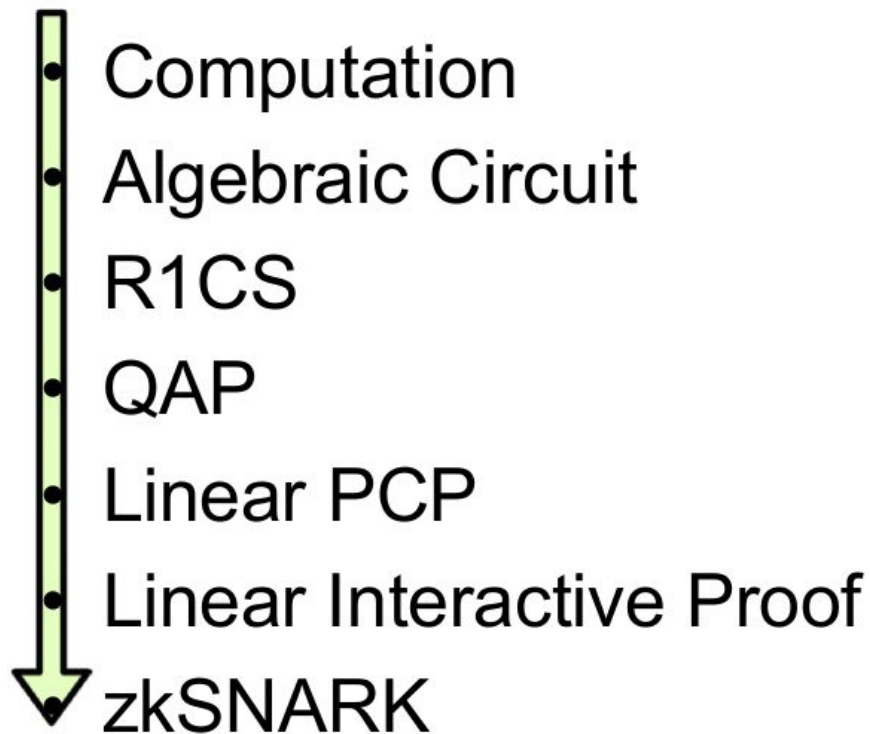 Computation
Algebraic Circuit
R1CS
QAP
Linear PCP
Linear Interactive Proof
zkSNARK